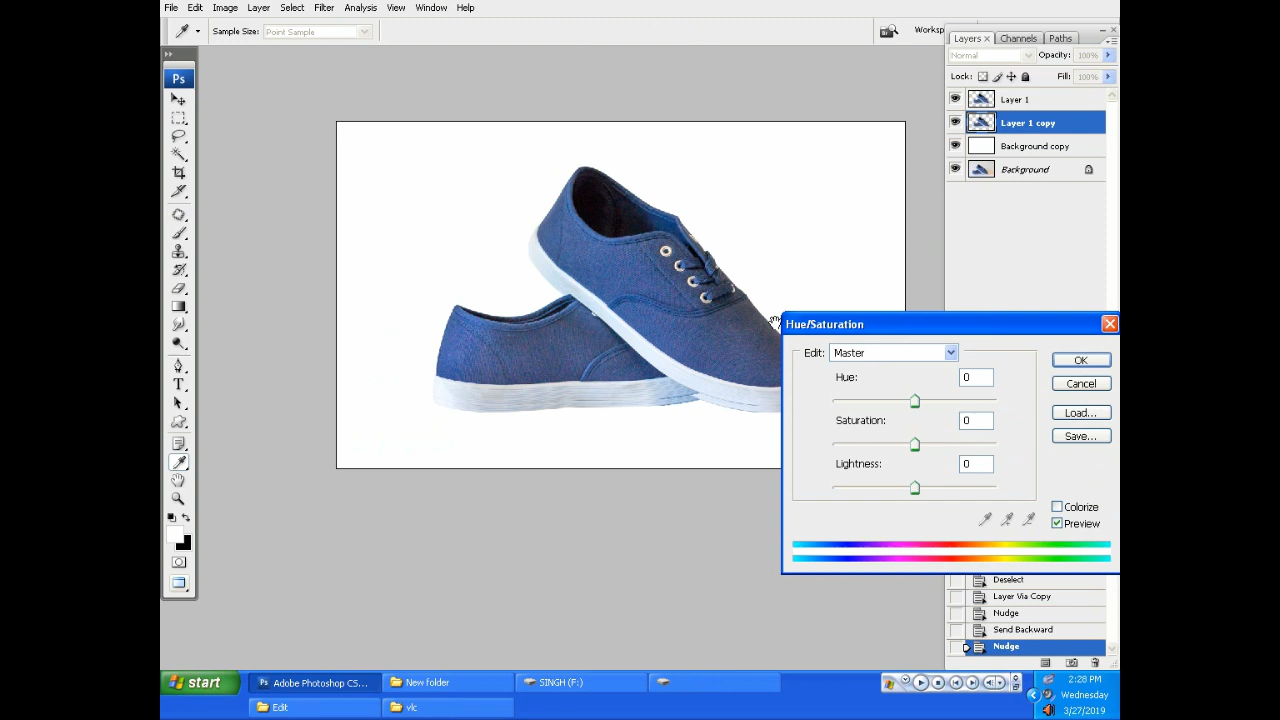 File Edit Image Layer Select Filter Analysis View Window Help
Sample Size: Point Sample
Worksp
Layers × Channels Paths
Normal Opacity: 100%
Lock: Fill: 100%
Ps
Layer 1
Layer 1 copy
Background copy
Background
Hue/Saturation
Edit: Master
OK
Hue: 0
Cancel
Load...
Saturation: 0
Save...
Lightness: 0
Colorize
Preview
Deselect
Layer Via Copy
Nudge
Send Backward
Nudge
start
Ps Adobe Photoshop CS...
New folder
SINGH (F:)
2:28 PM
Edit
vlc
Wednesday
3/27/2019